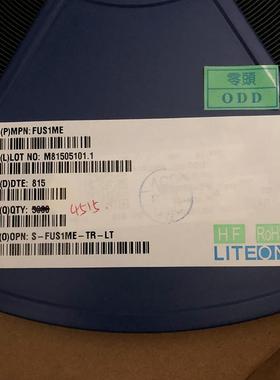 零頭
ODD
(P)MPN: FUS1ME
(L)LOT NO: M81505101.1
(D)DTE: 815
(Q)QTY: 5000 4515.
(O)OPN: S-FUS1ME-TR-LT
HF RoH
LITEON